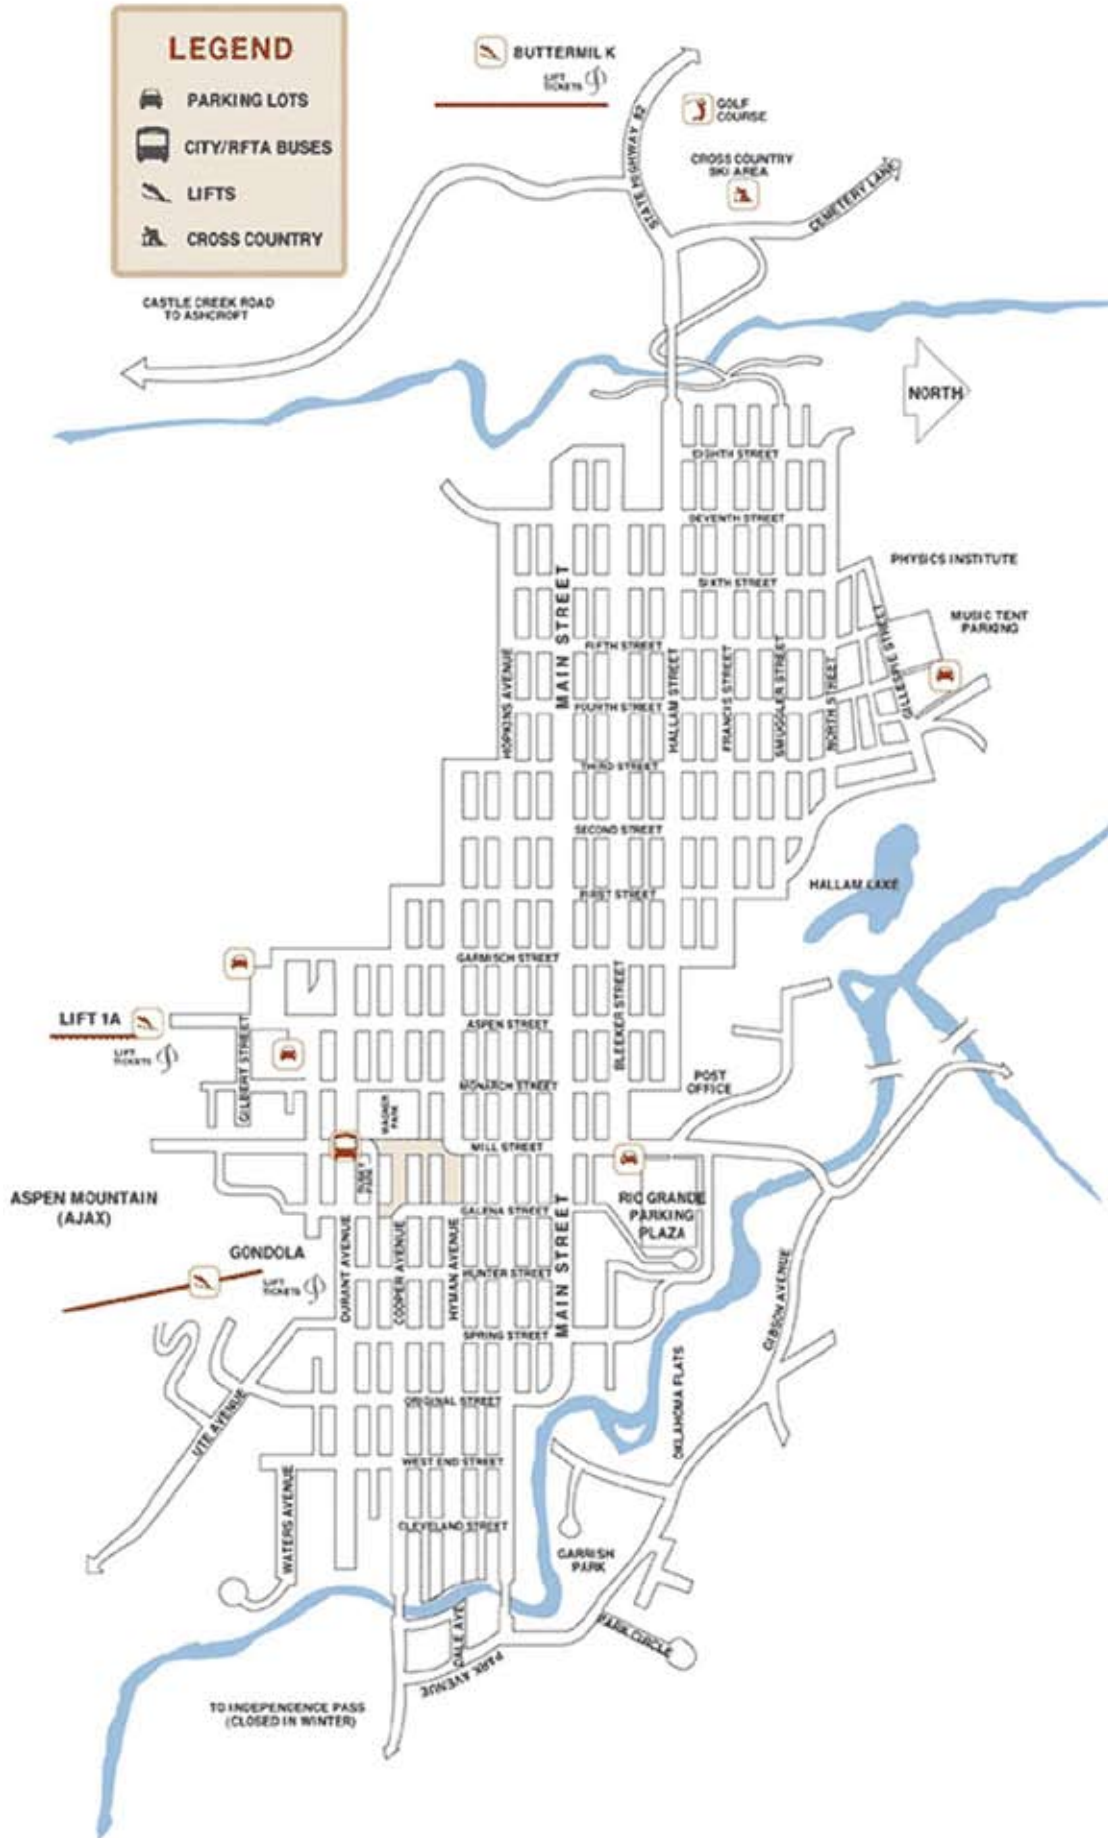 LEGEND
PARKING LOTS
CITY/RFTA BUSES
LIFTS
CROSS COUNTRY
BUTTERMILK
LIFT
TICKETS
GOLF
COURSE
STATE HIGHWAY 82
CROSS COUNTRY
SKI AREA
CEMETERY LANE
CASTLE CREEK ROAD
TO ASHCROFT
NORTH
EIGHTH STREET
SEVENTH STREET
PHYSICS INSTITUTE
SIXTH STREET
MAIN STREET
MUSIC TENT
PARKING
GILLESPIE STREET
FIFTH STREET
HOPKINS AVENUE
HALLAM STREET
FRANCIS STREET
SMUGGLER STREET
NORTH STREET
FOURTH STREET
THIRD STREET
SECOND STREET
HALLAM LAKE
FIRST STREET
GARMISCH STREET
BLEEKER STREET
LIFT 1A
LIFT
TICKETS
GILBERT STREET
ASPEN STREET
MONARCH STREET
POST
OFFICE
WAGNER
PARK
MILL STREET
RUBEY
PARK
ASPEN MOUNTAIN
(AJAX)
RIO GRANDE
PARKING
PLAZA
GALENA STREET
MAIN STREET
GONDOLA
LIFT
TICKETS
DURANT AVENUE
COOPER AVENUE
HYMAN AVENUE
HUNTER STREET
GIBSON AVENUE
SPRING STREET
OKLAHOMA FLATS
UTE AVENUE
ORIGINAL STREET
WEST END STREET
WATERS AVENUE
CLEVELAND STREET
GARRISH
PARK
DALE AVE
PARK CIRCLE
PARK AVENUE
TO INDEPENDENCE PASS
(CLOSED IN WINTER)